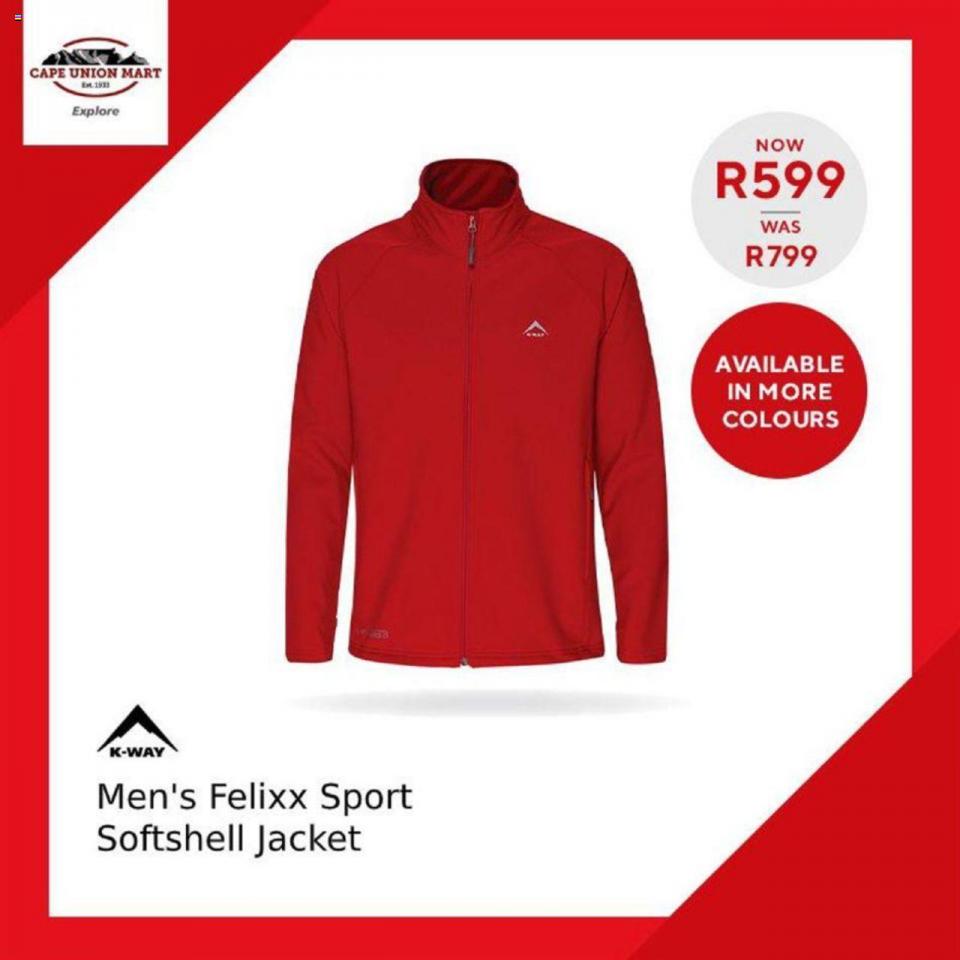 CAPE UNION MART
Est. 1933
Explore
NOW
R599
WAS
R799
AVAILABLE
IN MORE
COLOURS
K-WAY
K-WAY
Men's Felixx Sport
Softshell Jacket